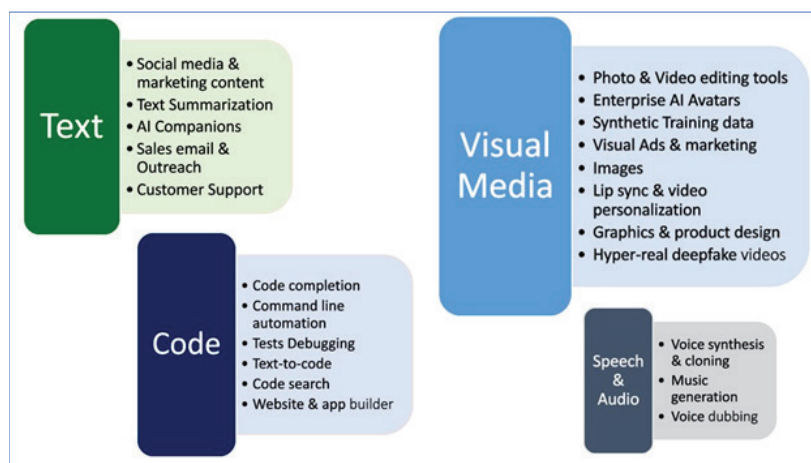 Text
• Social media &
marketing content
• Text Summarization
• AI Companions
• Sales email &
Outreach
• Customer Support
Visual
Media
• Photo & Video editing tools
• Enterprise AI Avatars
• Synthetic Training data
• Visual Ads & marketing
• Images
• Lip sync & video
personalization
• Graphics & product design
• Hyper-real deepfake videos
Code
• Code completion
• Command line
automation
• Tests Debugging
• Text-to-code
• Code search
• Website & app builder
Speech
&
Audio
• Voice synthesis
& cloning
• Music
generation
• Voice dubbing